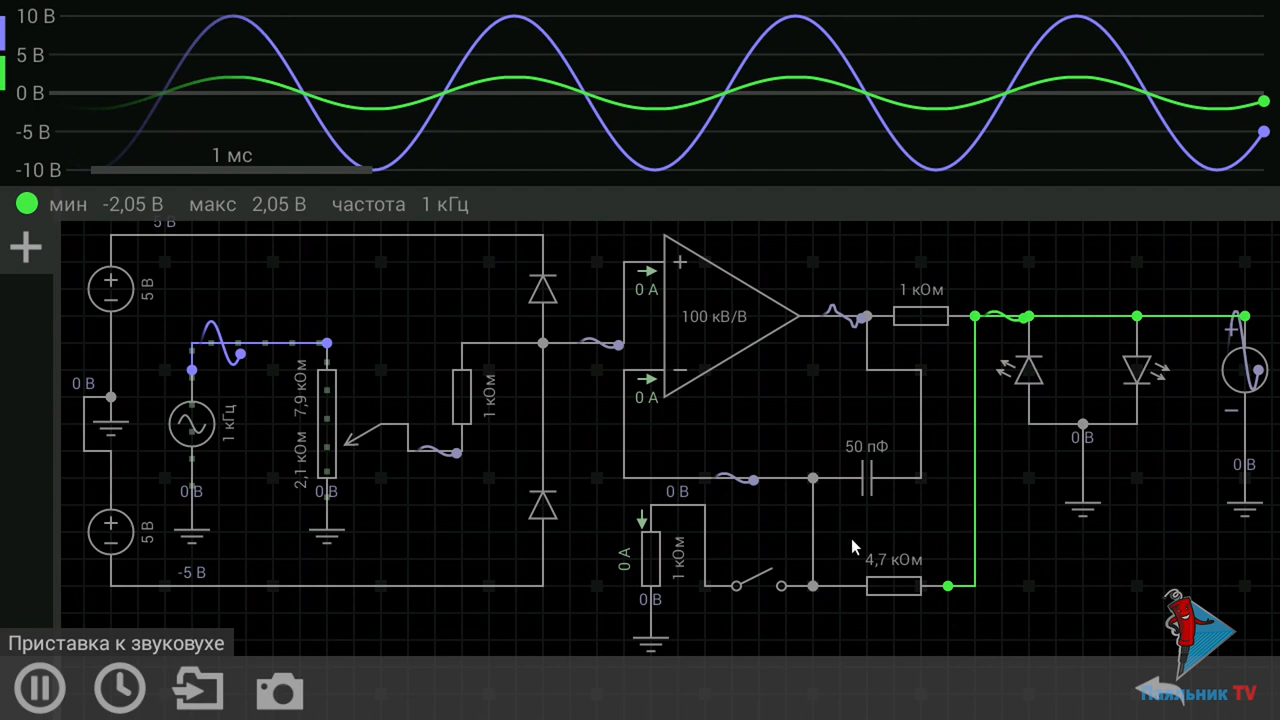 10 В
5 В
0 В
-5 В
-10 В
1 мс
мин -2,05 В макс 2,05 В частота 1 кГц
5 В
5 В
0 В
1 кГц
0 В
7,9 кОм
2,1 кОм
0 В
1 кОм
5 В
-5 В
+
0 А
100 кВ/В
−
0 А
1 кОм
50 пФ
0 В
0 А
1 кОм
0 В
4,7 кОм
0 В
+
−
0 В
Приставка к звуковухе
Паяльник TV